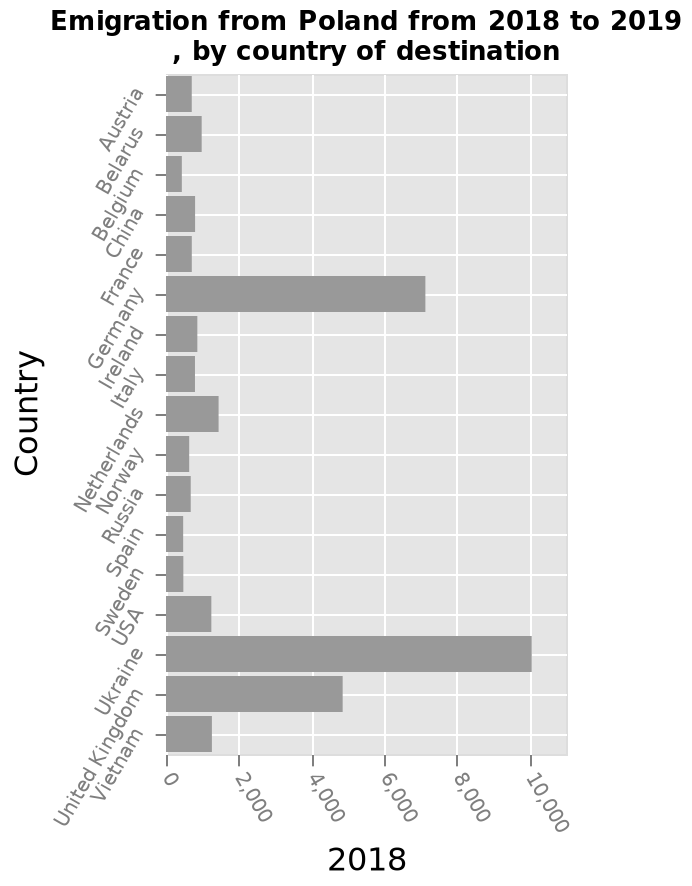 Emigration from Poland from 2018 to 2019
, by country of destination
Country
Austria
Belarus
Belgium
China
France
Germany
Ireland
Italy
Netherlands
Norway
Russia
Spain
Sweden
USA
Ukraine
United Kingdom
Vietnam
0
2,000
4,000
6,000
8,000
10,000
2018